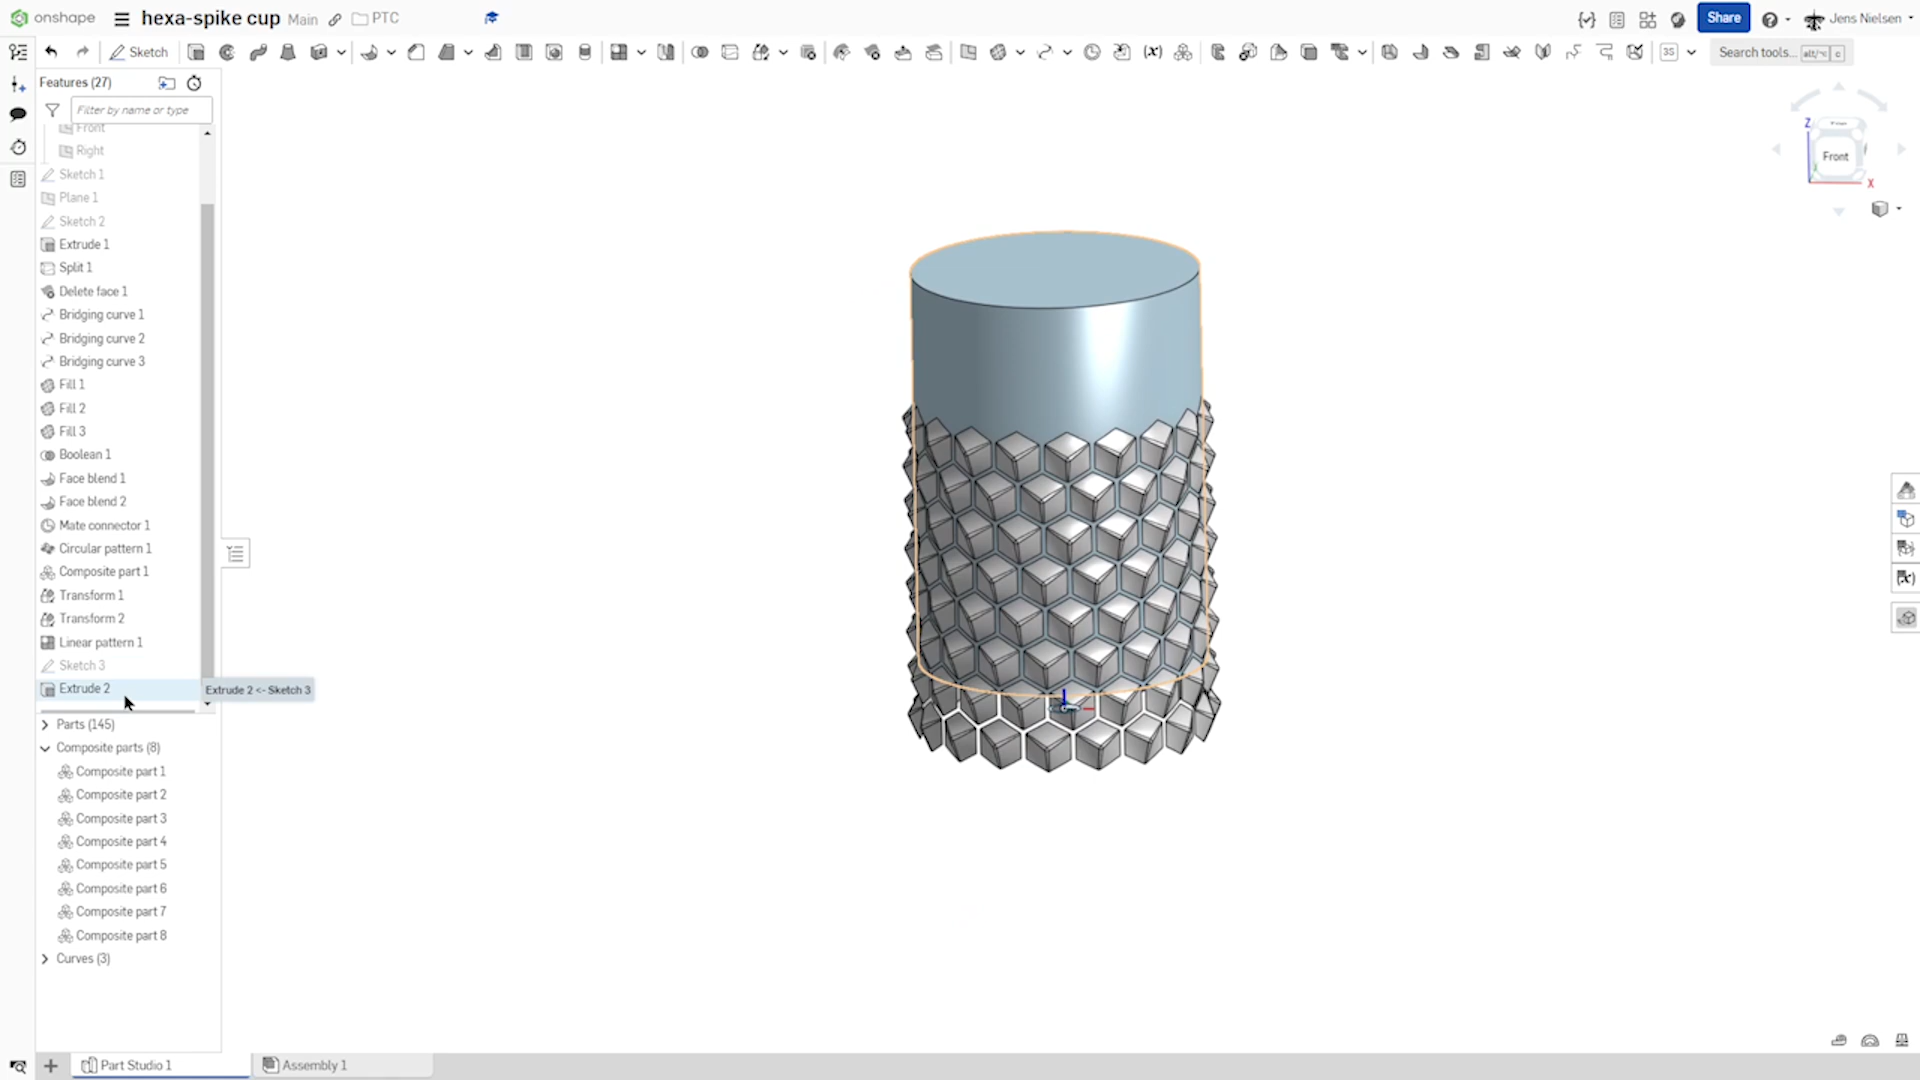 onshape
hexa-spike cup Main PTC
Share
Jens Nielsen
Sketch
Search tools... alt/⌥ c
Features (27)
Filter by name or type
Front
Right
Sketch 1
Plane 1
Sketch 2
Extrude 1
Split 1
Delete face 1
Bridging curve 1
Bridging curve 2
Bridging curve 3
Fill 1
Fill 2
Fill 3
Boolean 1
Face blend 1
Face blend 2
Mate connector 1
Circular pattern 1
Composite part 1
Transform 1
Transform 2
Linear pattern 1
Sketch 3
Extrude 2
Extrude 2 <- Sketch 3
Parts (145)
Composite parts (8)
Composite part 1
Composite part 2
Composite part 3
Composite part 4
Composite part 5
Composite part 6
Composite part 7
Composite part 8
Curves (3)
Z
Front
X
Part Studio 1
Assembly 1